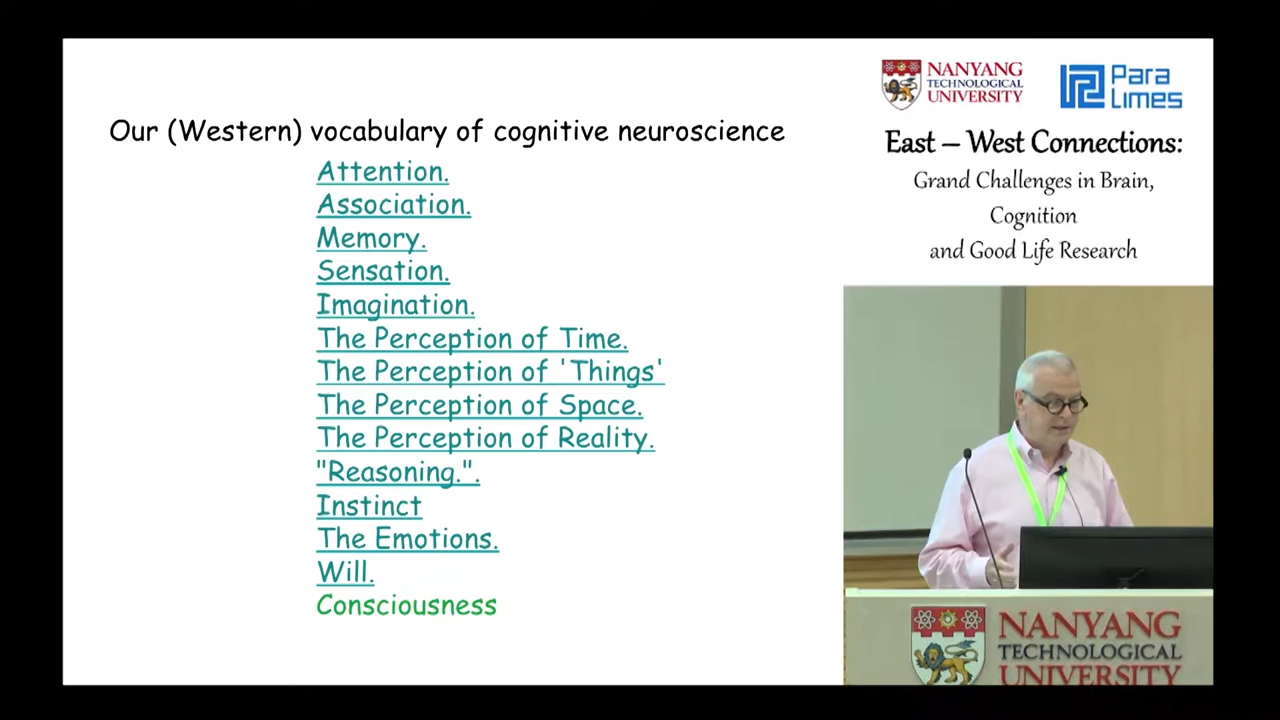 Our (Western) vocabulary of cognitive neuroscience
Attention.
Association.
Memory.
Sensation.
Imagination.
The Perception of Time.
The Perception of 'Things'
The Perception of Space.
The Perception of Reality.
"Reasoning.".
Instinct
The Emotions.
Will.
Consciousness
NANYANG
TECHNOLOGICAL
UNIVERSITY
Para
Limes
East – West Connections:
Grand Challenges in Brain,
Cognition
and Good Life Research
NANYANG
TECHNOLOGICAL
UNIVERSITY